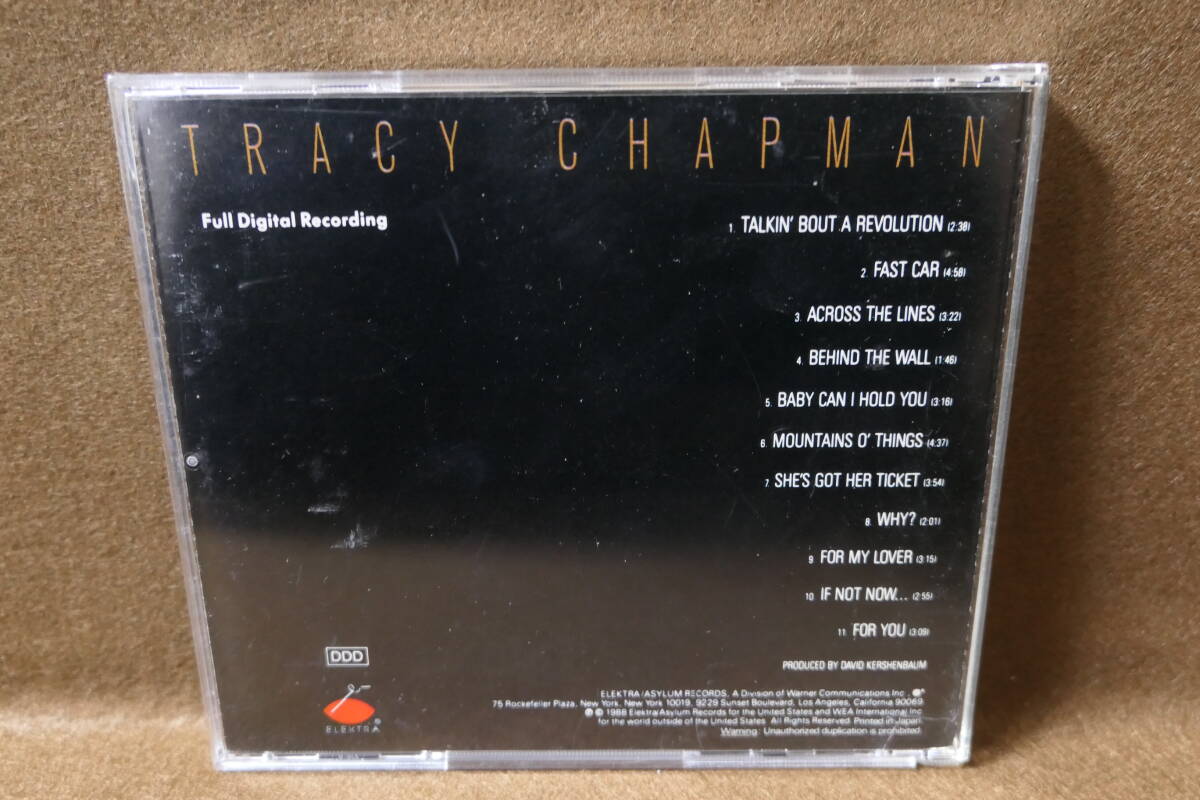 TRACY CHAPMAN
Full Digital Recording
1. TALKIN' BOUT A REVOLUTION (2:38)
2. FAST CAR (4:58)
3. ACROSS THE LINES (3:22)
4. BEHIND THE WALL (1:46)
5. BABY CAN I HOLD YOU (3:16)
6. MOUNTAINS O' THINGS (4:37)
7. SHE'S GOT HER TICKET (3:54)
8. WHY? (2:01)
9. FOR MY LOVER (3:15)
10. IF NOT NOW... (2:55)
11. FOR YOU (3:09)
PRODUCED BY DAVID KERSHENBAUM
DDD
ELEKTRA®
ELEKTRA/ASYLUM RECORDS, A Division of Warner Communications Inc.
75 Rockefeller Plaza, New York, New York 10019. 9229 Sunset Boulevard, Los Angeles, California 90069
℗ © 1988 Elektra/Asylum Records for the United States and WEA International Inc.
for the world outside of the United States. All Rights Reserved. Printed in Japan.
Warning: Unauthorized duplication is prohibited.